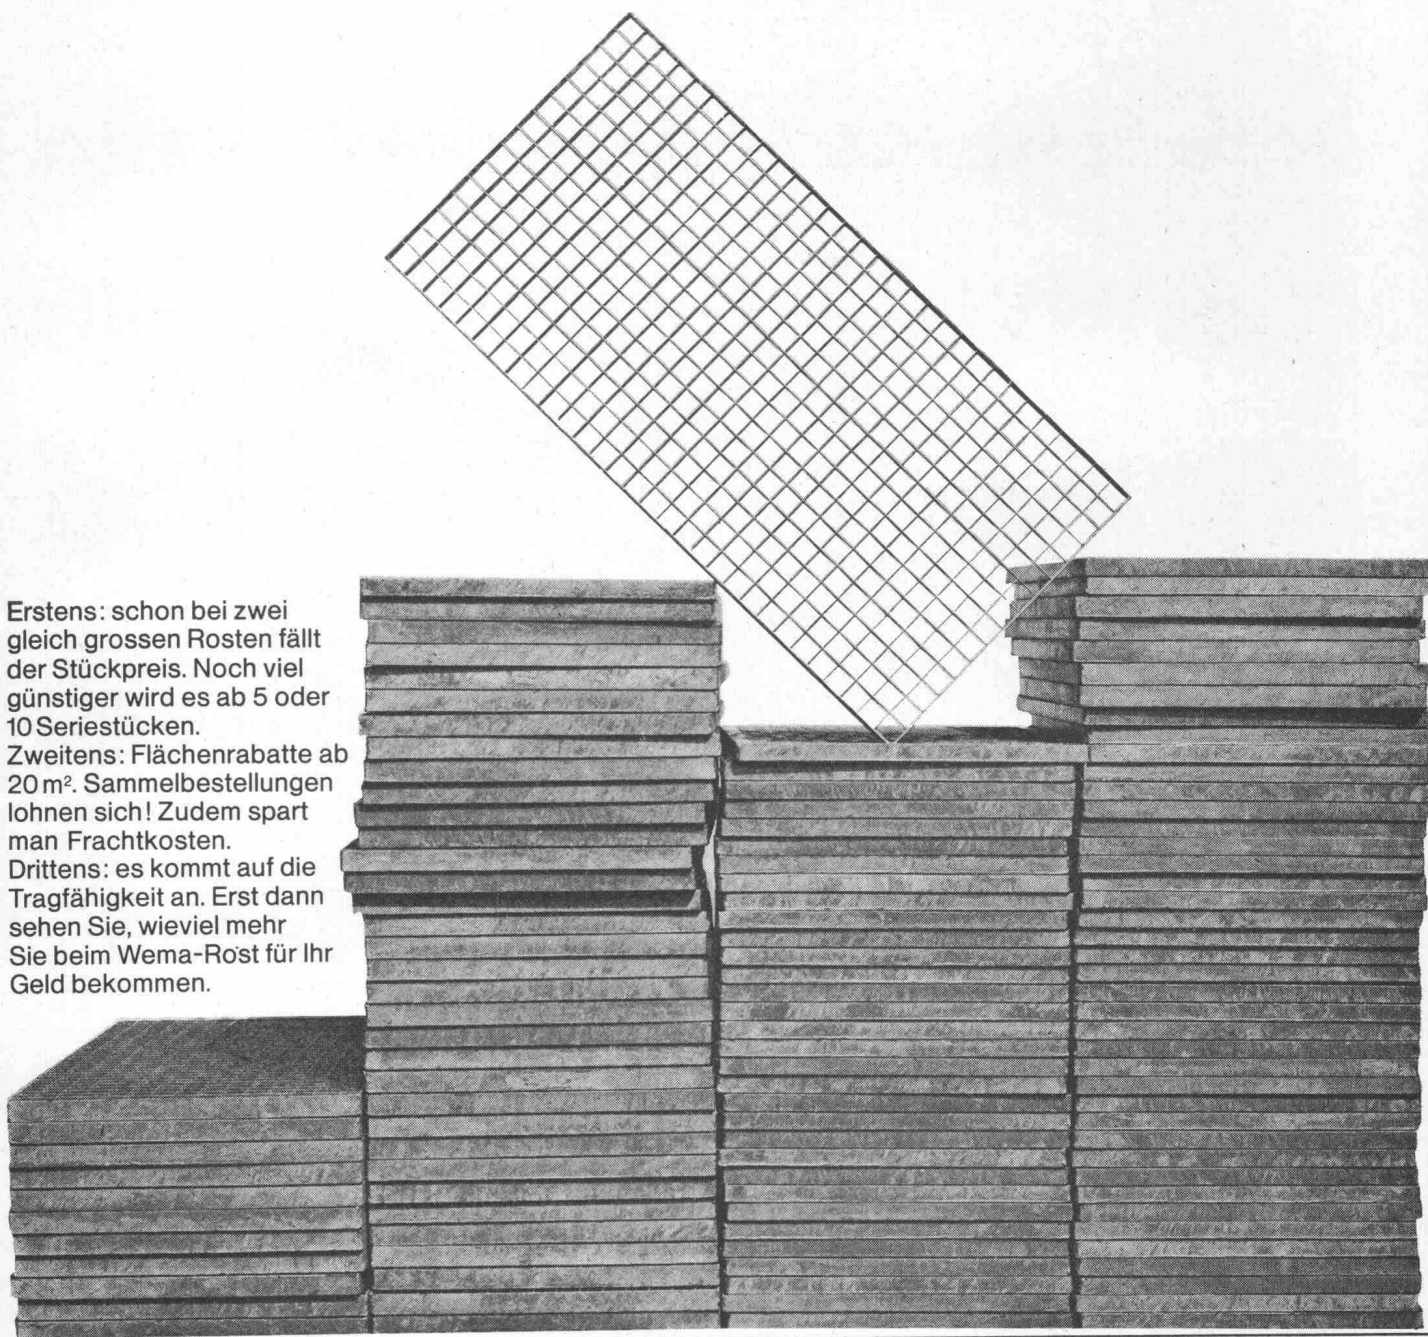 Erstens: schon bei zwei
gleich grossen Rosten fällt
der Stückpreis. Noch viel
günstiger wird es ab 5 oder
10 Seriestücken.
Zweitens: Flächenrabatte ab
20 m². Sammelbestellungen
lohnen sich! Zudem spart
man Frachtkosten.
Drittens: es kommt auf die
Tragfähigkeit an. Erst dann
sehen Sie, wieviel mehr
Sie beim Wema-Rost für Ihr
Geld bekommen.